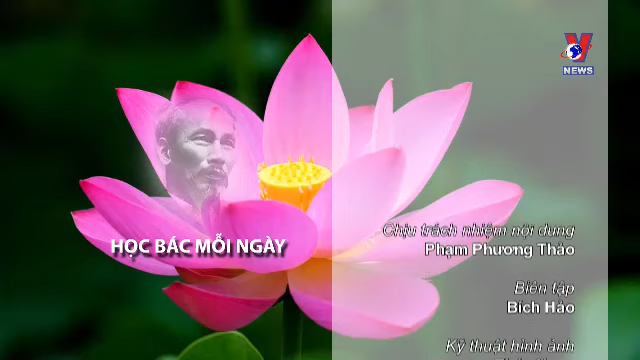 V
NEWS
HỌC BÁC MỖI NGÀY
Chịu trách nhiệm nội dung
Phạm Phương Thảo
Biên tập
Bích Hảo
Kỹ thuật hình ảnh